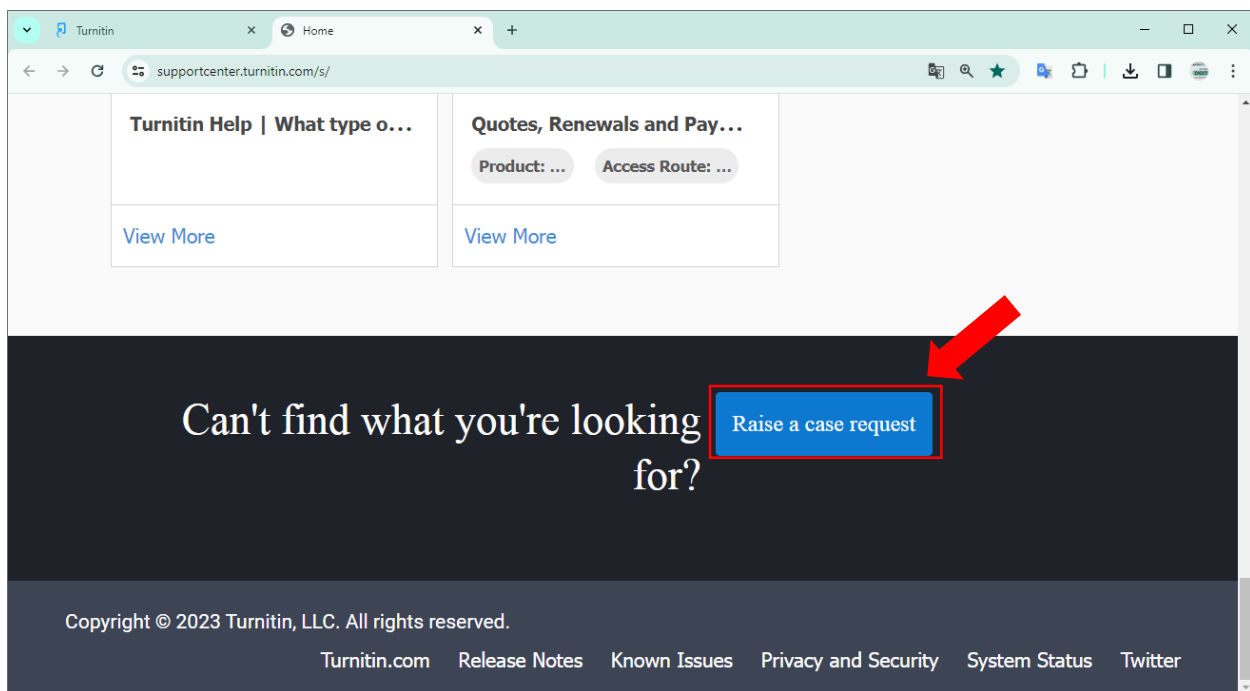 Turnitin
Home
supportcenter.turnitin.com/s/
Turnitin Help | What type o...
Quotes, Renewals and Pay...
Product: ...
Access Route: ...
View More
View More
Can't find what you're looking
for?
Raise a case request
Copyright © 2023 Turnitin, LLC. All rights reserved.
Turnitin.com Release Notes Known Issues Privacy and Security System Status Twitter